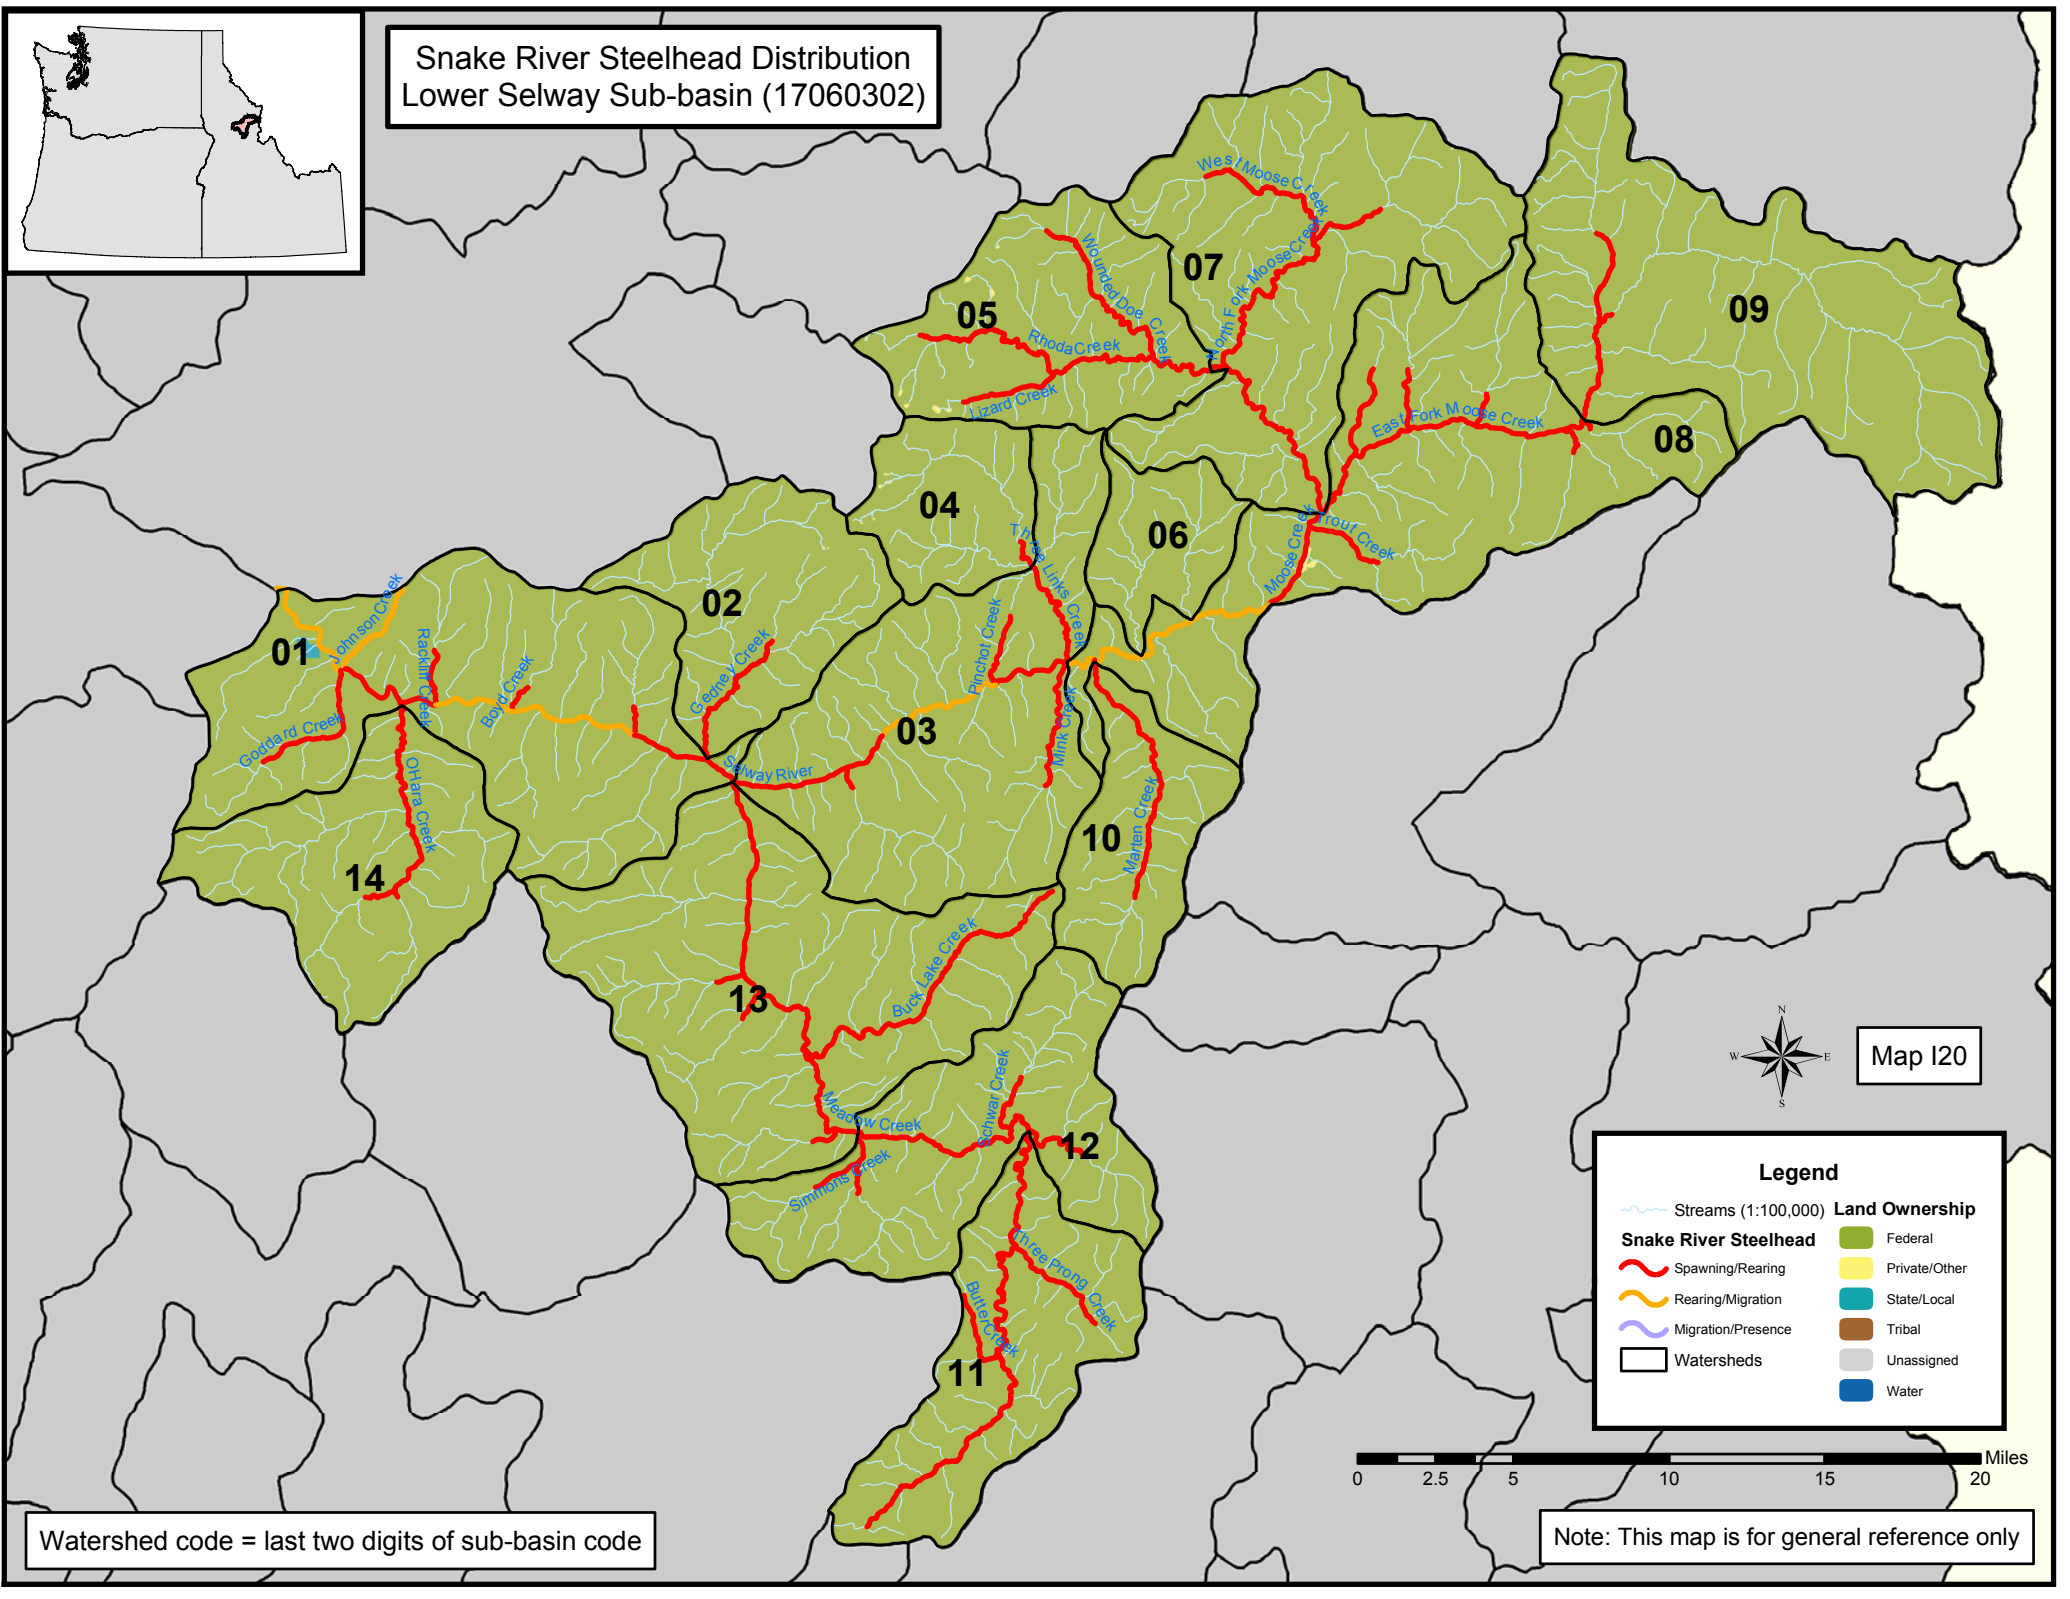 Snake River Steelhead Distribution
Lower Selway Sub-basin (17060302)
West Moose Creek
07
North Fork Moose Creek
Wounded Doe Creek
05
Rhoda Creek
Lizard Creek
09
East Fork Moose Creek
08
04
06
Three Links Creek
Moose Creek
Trout Creek
02
01
Johnson Creek
Rackliff Creek
Boyd Creek
Gedney Creek
Pinchot Creek
Goddard Creek
03
Mink Creek
Selway River
OHara Creek
14
10
Marten Creek
13
Buck Lake Creek
Meadow Creek
Schwar Creek
12
Simmons Creek
Three Prong Creek
Butter Creek
11
N
W
E
S
Map I20
Legend
Streams (1:100,000)
Snake River Steelhead
Spawning/Rearing
Rearing/Migration
Migration/Presence
Watersheds
Land Ownership
Federal
Private/Other
State/Local
Tribal
Unassigned
Water
Miles
0 2.5 5 10 15 20
Watershed code = last two digits of sub-basin code
Note: This map is for general reference only